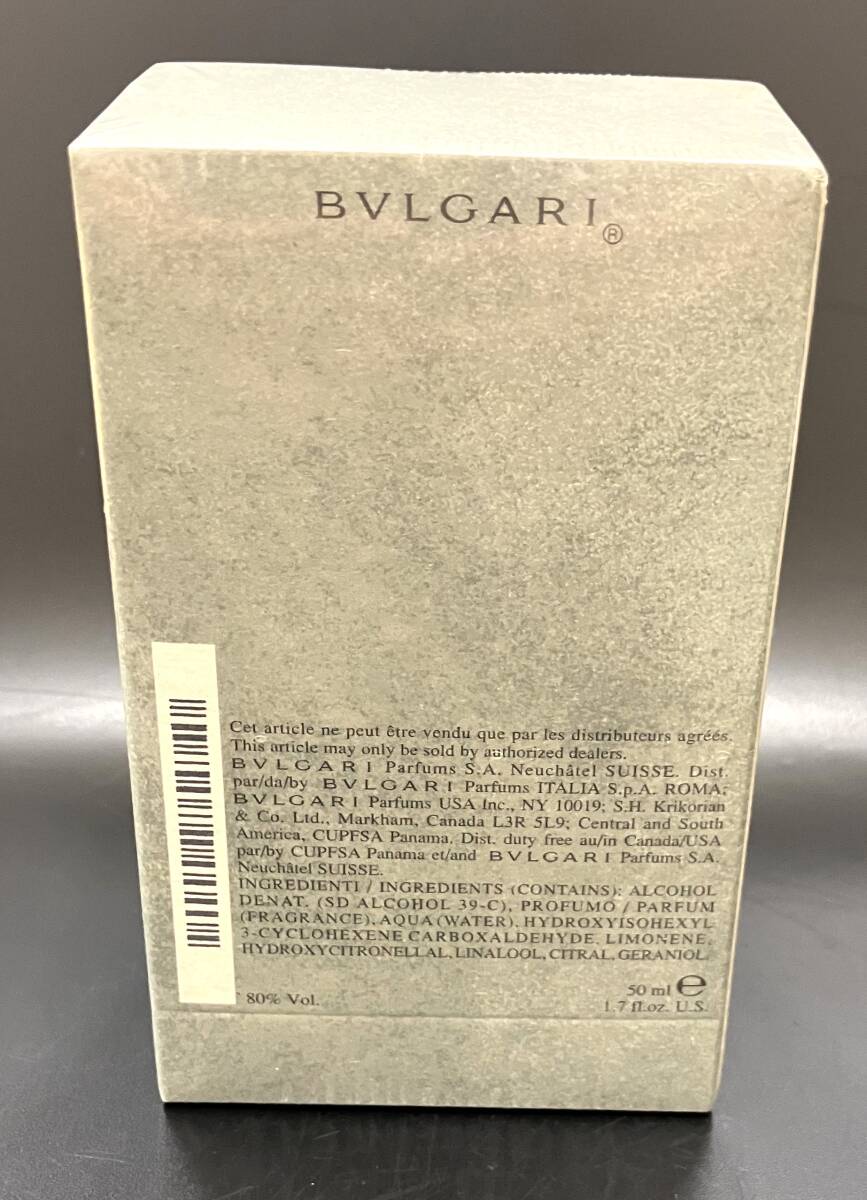 BVLGARI®
Cet article ne peut être vendu que par les distributeurs agréés.
This article may only be sold by authorized dealers.
BVLGARI Parfums S.A. Neuchâtel SUISSE. Dist.
par/da/by BVLGARI Parfums ITALIA S.p.A. ROMA;
BVLGARI Parfums USA Inc., NY 10019; S.H. Krikorian
& Co. Ltd., Markham, Canada L3R 5L9; Central and South
America, CUPFSA Panama. Dist. duty free au/in Canada/USA
par/by CUPFSA Panama et/and BVLGARI Parfums S.A.
Neuchâtel SUISSE.
INGREDIENTI / INGREDIENTS (CONTAINS): ALCOHOL
DENAT. (SD ALCOHOL 39-C), PROFUMO / PARFUM
(FRAGRANCE), AQUA (WATER), HYDROXYISOHEXYL
3-CYCLOHEXENE CARBOXALDEHYDE, LIMONENE,
HYDROXYCITRONELLAL, LINALOOL, CITRAL, GERANIOL.
80% Vol.
50 ml ℮
1.7 fl.oz. U.S.